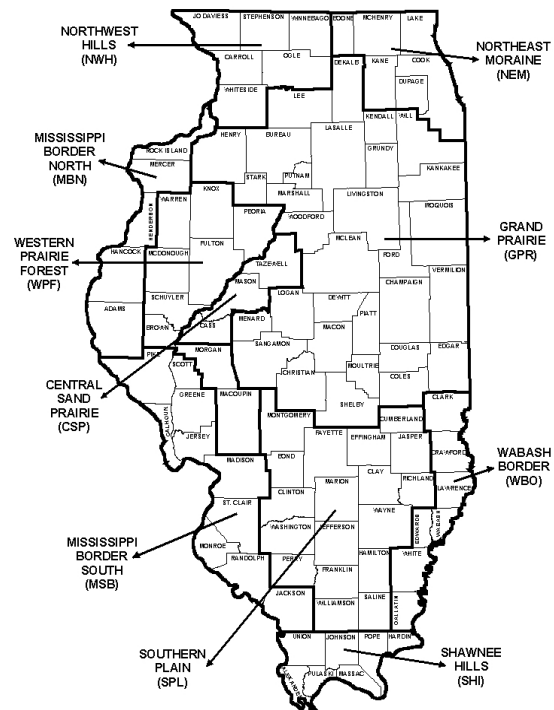 JO DAVIESS
STEPHENSON
WINNEBAGO
BOONE
MCHENRY
LAKE
NORTHWEST
HILLS
(NWH)
NORTHEAST
MORAINE
(NEM)
CARROLL
OGLE
DEKALB
KANE
COOK
DUPAGE
WHITESIDE
LEE
KENDALL
WILL
MISSISSIPPI
BORDER
NORTH
(MBN)
ROCK ISLAND
HENRY
BUREAU
LASALLE
GRUNDY
MERCER
STARK
PUTNAM
KANKAKEE
MARSHALL
LIVINGSTON
KNOX
WARREN
HENDERSON
PEORIA
WOODFORD
IROQUOIS
WESTERN
PRAIRIE
FOREST
(WPF)
HANCOCK
MCDONOUGH
FULTON
TAZEWELL
MCLEAN
FORD
GRAND
PRAIRIE
(GPR)
MASON
VERMILION
SCHUYLER
LOGAN
DEWITT
CHAMPAIGN
ADAMS
BROWN
CASS
MENARD
PIATT
MACON
SANGAMON
CENTRAL
SAND
PRAIRIE
(CSP)
PIKE
MORGAN
SCOTT
DOUGLAS
EDGAR
CHRISTIAN
MOULTRIE
COLES
GREENE
MACOUPIN
SHELBY
CLARK
CALHOUN
JERSEY
MONTGOMERY
CUMBERLAND
FAYETTE
EFFINGHAM
JASPER
CRAWFORD
WABASH
BORDER
(WBO)
MADISON
BOND
CLAY
RICHLAND
LAWRENCE
CLINTON
MARION
ST. CLAIR
WAYNE
EDWARDS
WABASH
MISSISSIPPI
BORDER
SOUTH
(MSB)
WASHINGTON
JEFFERSON
MONROE
RANDOLPH
PERRY
HAMILTON
WHITE
FRANKLIN
JACKSON
WILLIAMSON
SALINE
GALLATIN
SOUTHERN
PLAIN
(SPL)
UNION
JOHNSON
POPE
HARDIN
SHAWNEE
HILLS
(SHI)
ALEXANDER
PULASKI
MASSAC